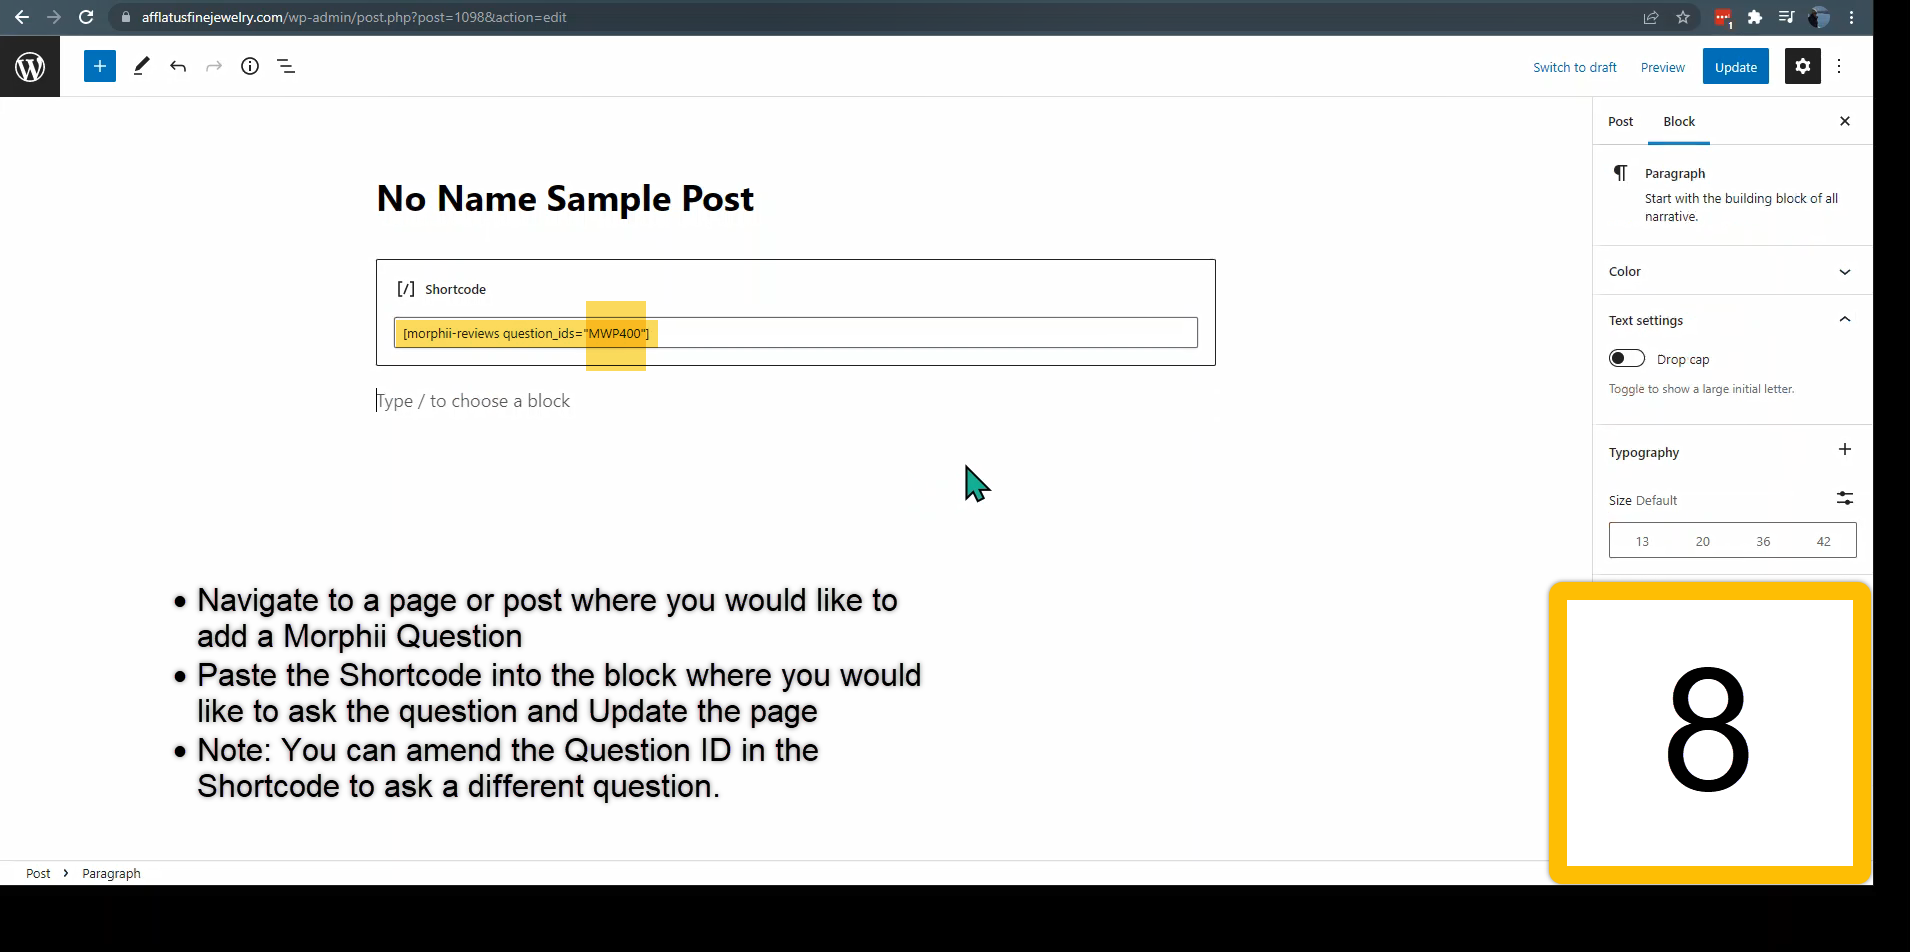 afflatusfinejewelry.com/wp-admin/post.php?post=1098&action=edit
Switch to draft
Preview
Update
Post
Block
Paragraph
Start with the building block of all
narrative.
No Name Sample Post
[/] Shortcode
[morphii-reviews question_ids="MWP400"]
Type / to choose a block
Color
Text settings
Drop cap
Toggle to show a large initial letter.
Typography
Size Default
13 20 36 42
• Navigate to a page or post where you would like to
add a Morphii Question
• Paste the Shortcode into the block where you would
like to ask the question and Update the page
• Note: You can amend the Question ID in the
Shortcode to ask a different question.
8
Post > Paragraph